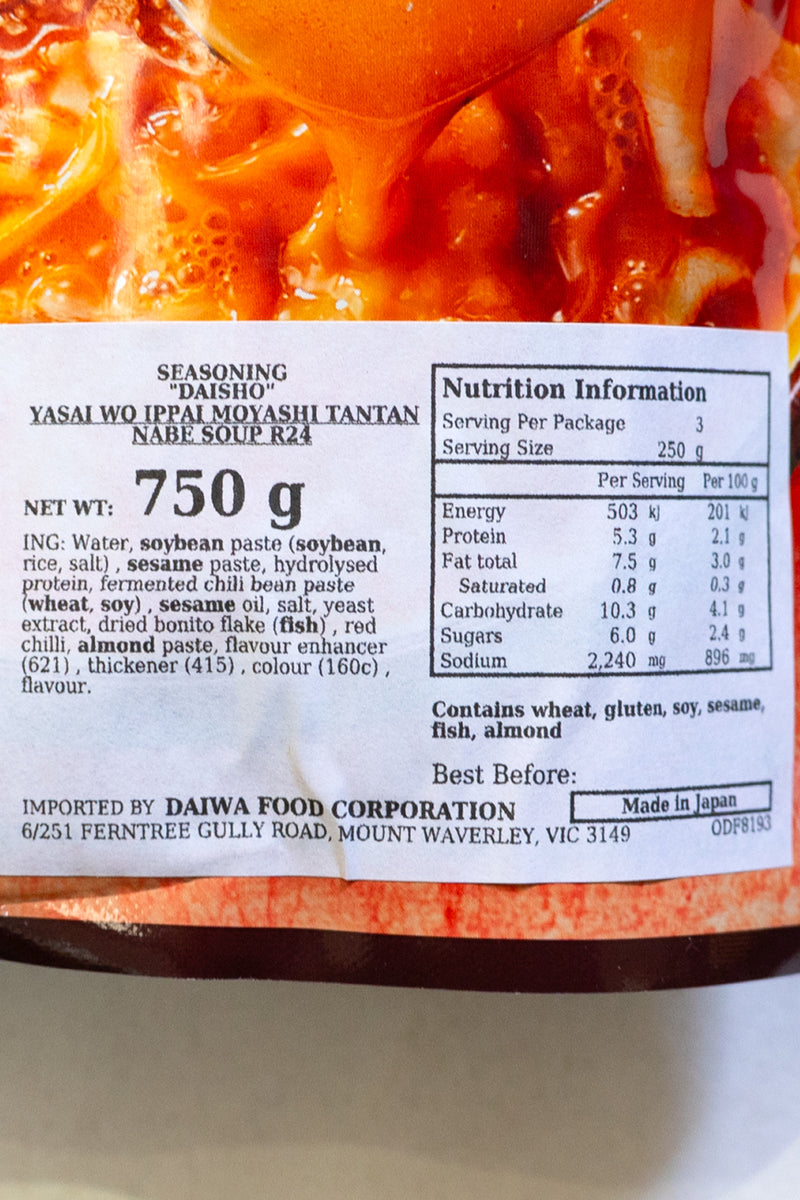 SEASONING
"DAISHO"
YASAI WO IPPAI MOYASHI TANTAN
NABE SOUP R24
NET WT: 750 g
ING: Water, soybean paste (soybean,
rice, salt) , sesame paste, hydrolysed
protein, fermented chili bean paste
(wheat, soy) , sesame oil, salt, yeast
extract, dried bonito flake (fish) , red
chilli, almond paste, flavour enhancer
(621) , thickener (415) , colour (160c) ,
flavour.
Nutrition Information
Serving Per Package 3
Serving Size 250 g
Per Serving Per 100 g
Energy 503 kJ 201 kJ
Protein 5.3 g 2.1 g
Fat total 7.5 g 3.0 g
Saturated 0.8 g 0.3 g
Carbohydrate 10.3 g 4.1 g
Sugars 6.0 g 2.4 g
Sodium 2,240 mg 896 mg
Contains wheat, gluten, soy, sesame,
fish, almond
Best Before:
Made in Japan
IMPORTED BY DAIWA FOOD CORPORATION
6/251 FERNTREE GULLY ROAD, MOUNT WAVERLEY, VIC 3149
ODF8193